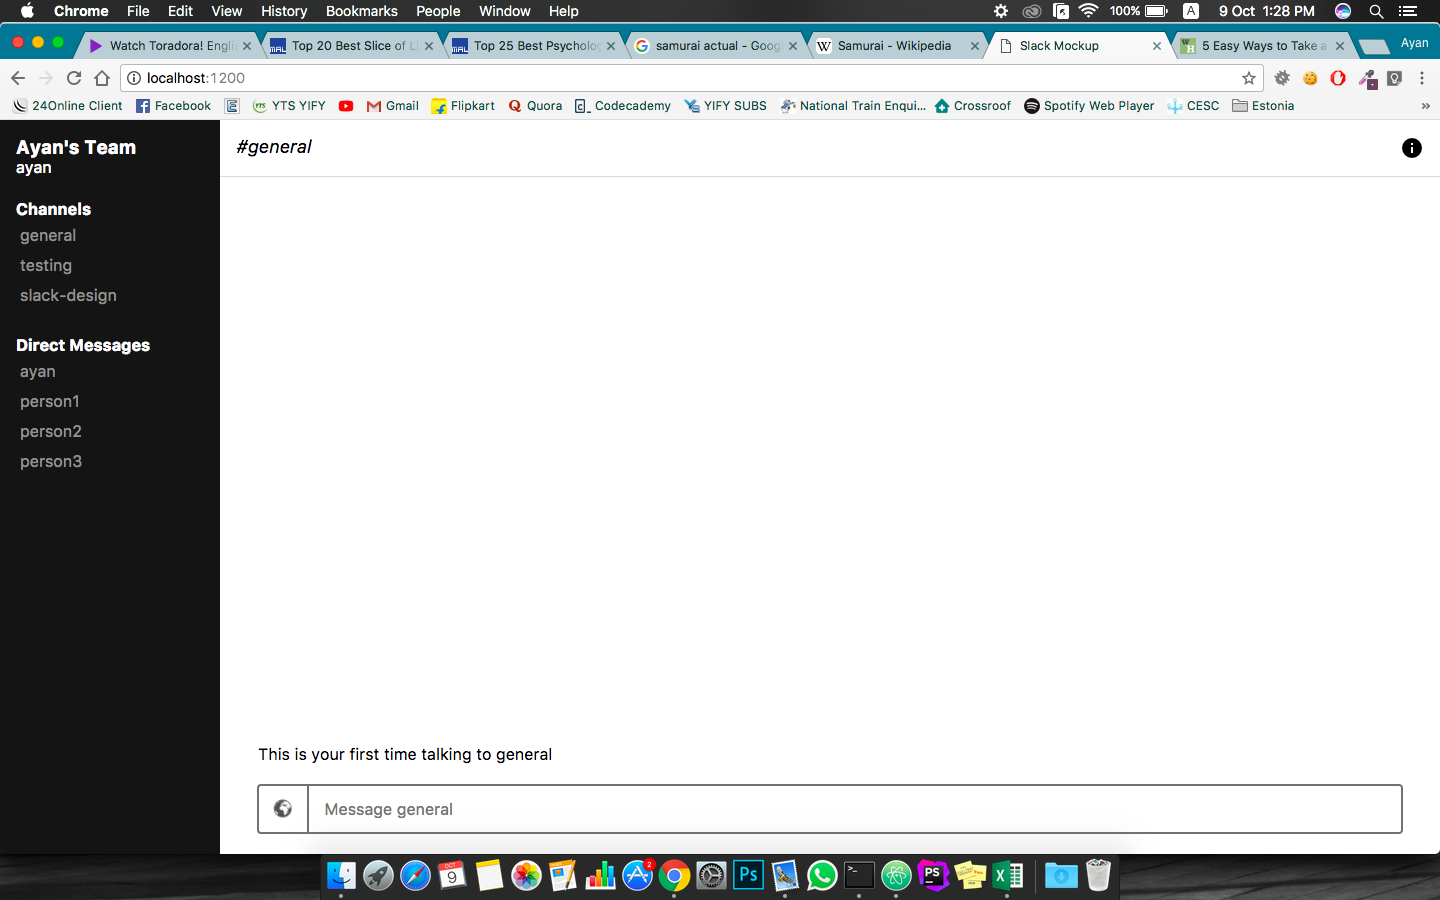 Chrome File Edit View History Bookmarks People Window Help 100% A 9 Oct 1:28 PM
Watch Toradora! Englis Top 20 Best Slice of Li Top 25 Best Psycholog samurai actual - Goog Samurai - Wikipedia Slack Mockup 5 Easy Ways to Take a Ayan
localhost:1200
24Online Client Facebook YTS YIFY Gmail Flipkart Quora Codecademy YIFY SUBS National Train Enqui... Crossroof Spotify Web Player CESC Estonia »
Ayan's Team
ayan
#general
Channels
general
testing
slack-design
Direct Messages
ayan
person1
person2
person3
This is your first time talking to general
Message general
OCT
9
2
Ps
PS